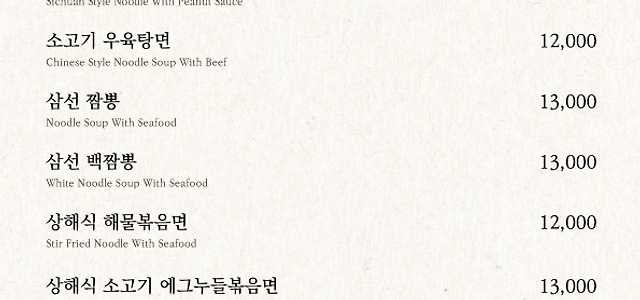 Sichuan Style Noodle With Peanut Sauce
소고기 우육탕면 12,000
Chinese Style Noodle Soup With Beef
삼선 짬뽕 13,000
Noodle Soup With Seafood
삼선 백짬뽕 13,000
White Noodle Soup With Seafood
상해식 해물볶음면 12,000
Stir Fried Noodle With Seafood
상해식 소고기 에그누들볶음면 13,000